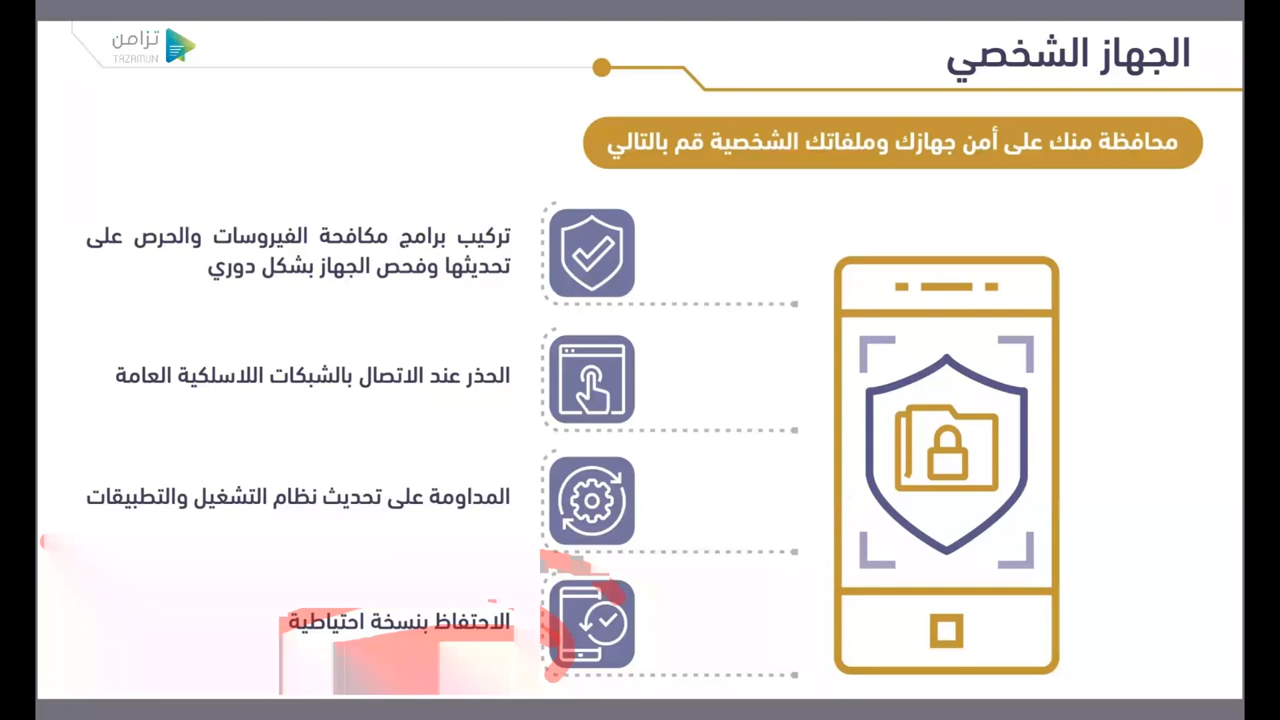 الجهاز الشخصي
تزامن
TAZAMUN
محافظة منك على أمن جهازك وملفاتك الشخصية قم بالتالي
تركيب برامج مكافحة الفيروسات والحرص على
تحديثها وفحص الجهاز بشكل دوري
الحذر عند الاتصال بالشبكات اللاسلكية العامة
المداومة على تحديث نظام التشغيل والتطبيقات
الاحتفاظ بنسخة احتياطية